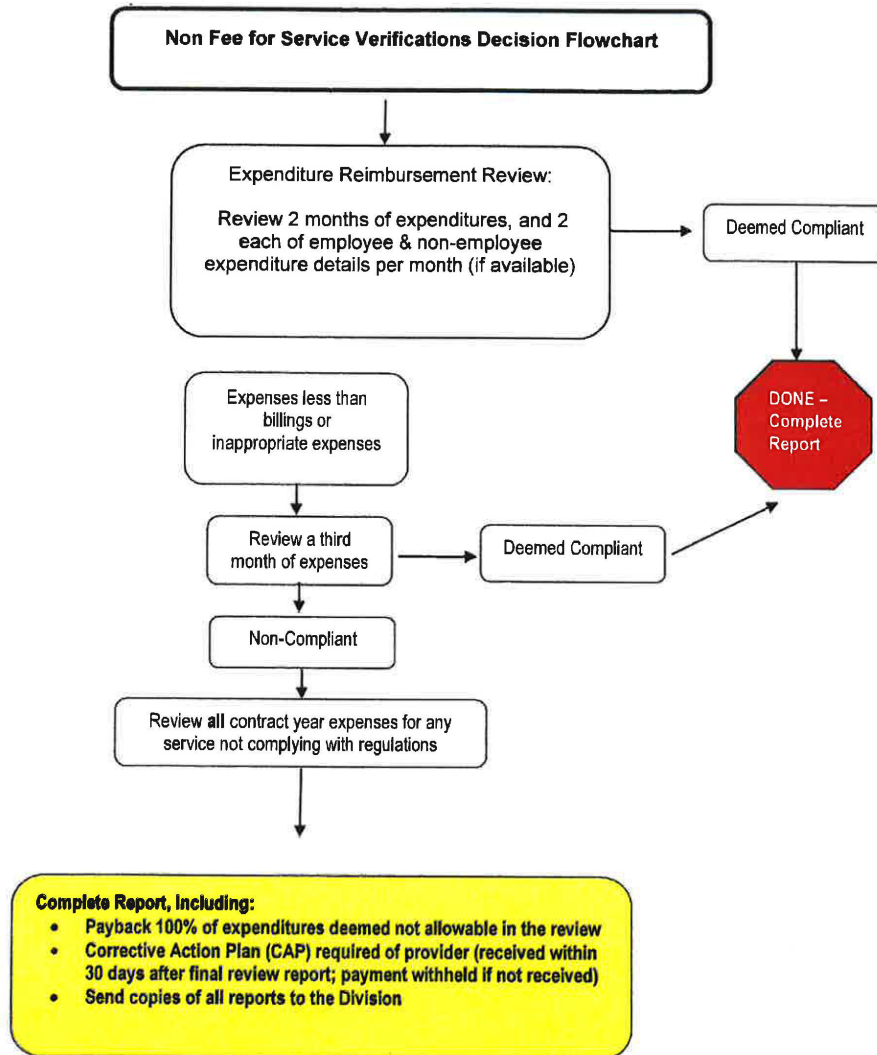 Non Fee for Service Verifications Decision Flowchart
Expenditure Reimbursement Review:
Review 2 months of expenditures, and 2
each of employee & non-employee
expenditure details per month (if available)
Deemed Compliant
DONE –
Complete
Report
Expenses less than
billings or
inappropriate expenses
Review a third
month of expenses
Deemed Compliant
Non-Compliant
Review all contract year expenses for any
service not complying with regulations
Complete Report, Including:
• Payback 100% of expenditures deemed not allowable in the review
• Corrective Action Plan (CAP) required of provider (received within
30 days after final review report; payment withheld if not received)
• Send copies of all reports to the Division